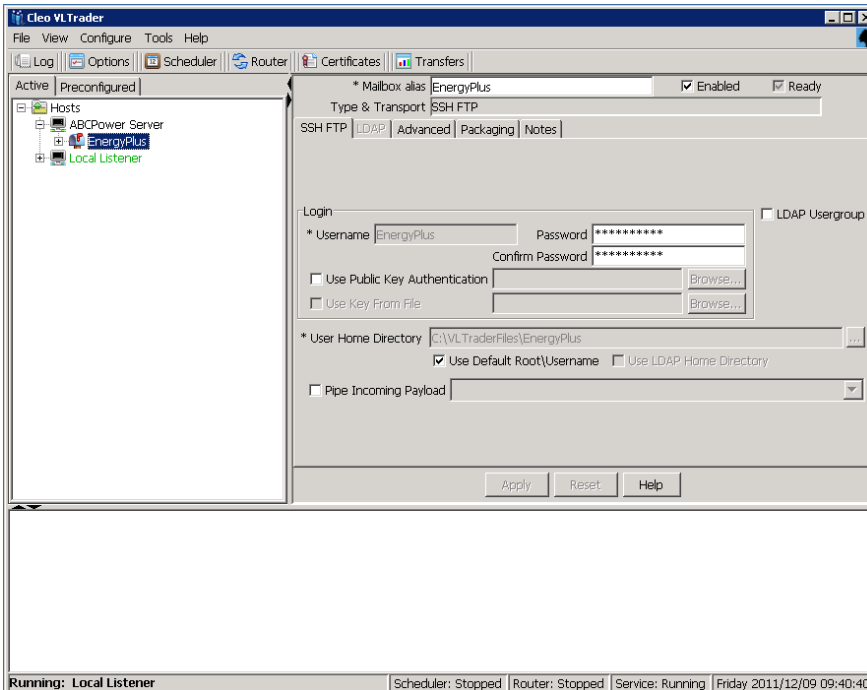 Cleo VLTrader
File View Configure Tools Help
Log Options Scheduler Router Certificates Transfers
Active Preconfigured
Hosts
ABCPower Server
EnergyPlus
Local Listener
* Mailbox alias EnergyPlus Enabled Ready
Type & Transport SSH FTP
SSH FTP LDAP Advanced Packaging Notes
LDAP Usergroup
Login
* Username EnergyPlus Password **********
Confirm Password **********
Use Public Key Authentication Browse...
Use Key From File Browse...
* User Home Directory C:\VLTraderFiles\EnergyPlus ...
Use Default Root\Username Use LDAP Home Directory
Pipe Incoming Payload
Apply Reset Help
Running: Local Listener Scheduler: Stopped Router: Stopped Service: Running Friday 2011/12/09 09:40:40